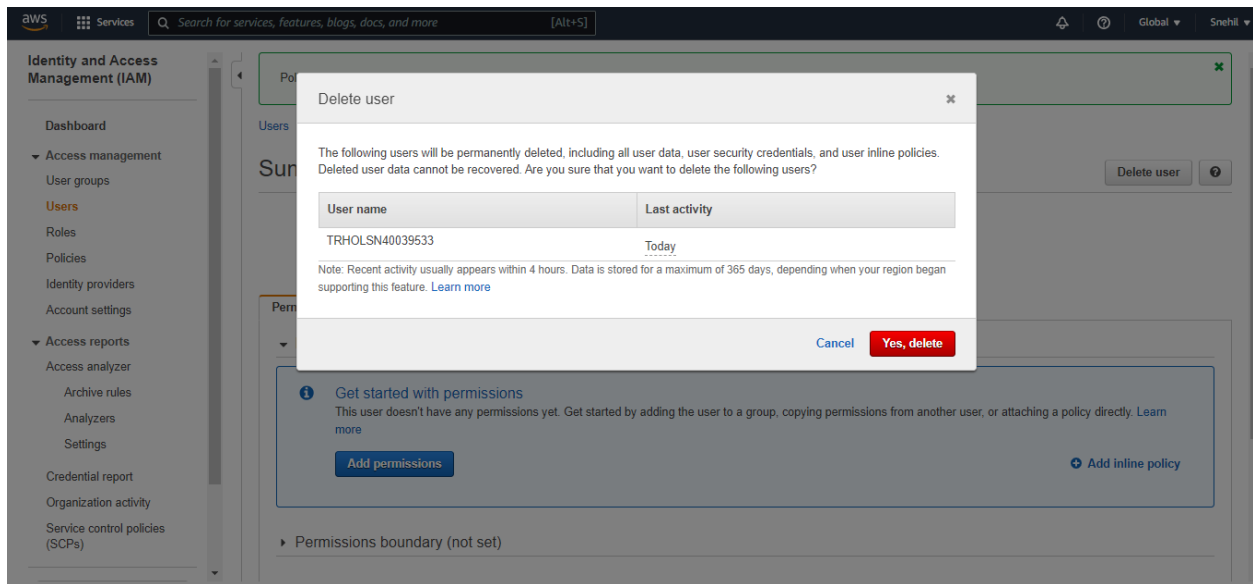 aws Services Search for services, features, blogs, docs, and more [Alt+S] Global Snehil
Identity and Access
Management (IAM)
Dashboard
Access management
User groups
Users
Roles
Policies
Identity providers
Account settings
Access reports
Access analyzer
Archive rules
Analyzers
Settings
Credential report
Organization activity
Service control policies
(SCPs)
Pol
Users
Sum
Delete user
Delete user
The following users will be permanently deleted, including all user data, user security credentials, and user inline policies.
Deleted user data cannot be recovered. Are you sure that you want to delete the following users?
User name Last activity
TRHOLSN40039533 Today
Note: Recent activity usually appears within 4 hours. Data is stored for a maximum of 365 days, depending when your region began
supporting this feature. Learn more
Cancel Yes, delete
Perm
Get started with permissions
This user doesn't have any permissions yet. Get started by adding the user to a group, copying permissions from another user, or attaching a policy directly. Learn
more
Add permissions Add inline policy
Permissions boundary (not set)